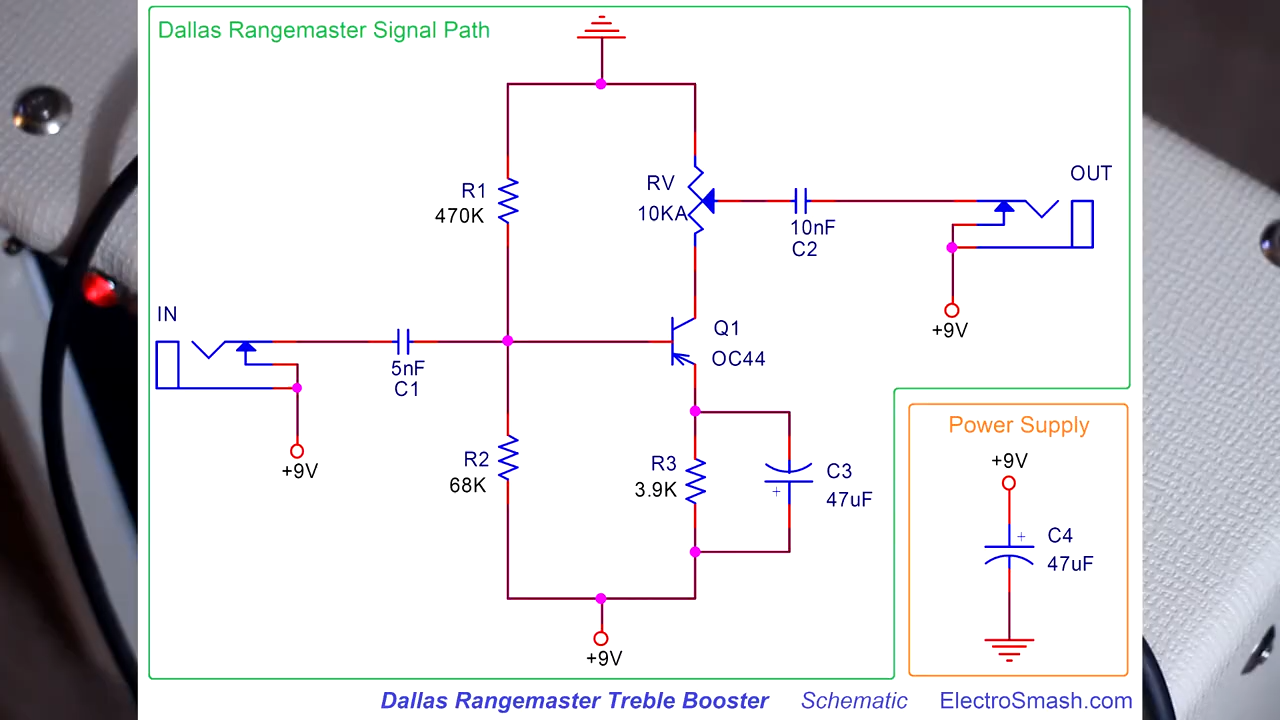 Dallas Rangemaster Signal Path
R1
470K
RV
10KA
10nF
C2
OUT
+9V
IN
5nF
C1
+9V
Q1
OC44
R2
68K
R3
3.9K
C3
47uF
+
+9V
Power Supply
+9V
+
C4
47uF
Dallas Rangemaster Treble Booster Schematic ElectroSmash.com